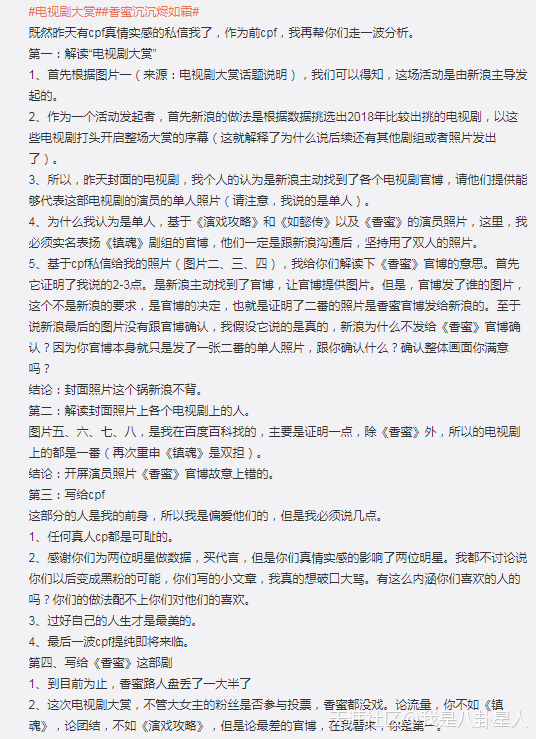 #电视剧大赏##香蜜沉沉烬如霜#
既然昨天有cpf真情实感的私信我了，作为前cpf，我再帮你们走一波分析。
第一：解读“电视剧大赏”
1、首先根据图片一（来源：电视剧大赏话题说明），我们可以得知，这场活动是由新浪主导发
起的。
2、作为一个活动发起者，首先新浪的做法是根据数据挑选出2018年比较出挑的电视剧，以这
些电视剧打头开启整场大赏的序幕（这就解释了为什么说后续还有其他剧组或者照片发出
了）。
3、所以，昨天封面的电视剧，我个人的认为是新浪主动找到了各个电视剧官博，请他们提供能
够代表这部电视剧的演员的单人照片（请注意，我说的是单人）。
4、为什么我认为是单人，基于《演戏攻略》和《如懿传》以及《香蜜》的演员照片，这里，我
必须实名表扬《镇魂》剧组的官博，他们一定是跟新浪沟通后，坚持用了双人的照片。
5、基于cpf私信给我的照片（图片二、三、四），我给你们解读下《香蜜》官博的意思。首先
它证明了我说的2-3点。是新浪主动找到了官博，让官博提供图片。但是，官博发了谁的图片，
这个不是新浪的要求，是官博的决定，也就是证明了二番的照片是香蜜官博发给新浪的。至于
说新浪最后的图片没有跟官博确认，我假设它说的是真的，新浪为什么不发给《香蜜》官博确
认？因为你官博本身就只是发了一张二番的单人照片，跟你确认什么？确认整体画面你满意
吗？
结论：封面照片这个锅新浪不背。
第二：解读封面照片上各个电视剧上的人。
图片五、六、七、八，是我在百度百科找的，主要是证明一点，除《香蜜》外，所以的电视剧
上的都是一番（再次重申《镇魂》是双担）。
结论：开屏演员照片《香蜜》官博故意上错的。
第三：写给cpf
这部分的人是我的前身，所以我是偏爱他们的，但是我必须说几点。
1、任何真人cp都是可耻的。
2、感谢你们为两位明星做数据，买代言，但是你们真情实感的影响了两位明星。我都不讨论说
你们以后变成黑粉的可能，你们写的小文章，我真的想破口大骂。有这么内涵你们喜欢的人的
吗？你们的做法配不上你们对他们的喜欢。
3、过好自己的人生才是最美的。
4、最后一波cpf提纯即将来临。
第四、写给《香蜜》这部剧
1、到目前为止，香蜜路人盘丢了一大半了
2、这次电视剧大赏，不管大女主的粉丝是否参与投票，香蜜都没戏。论流量，你不如《镇
魂》，论团结，不如《演戏攻略》，但是论最差的官博，在我替来，你是第一。
天涯社区@我是八卦星人